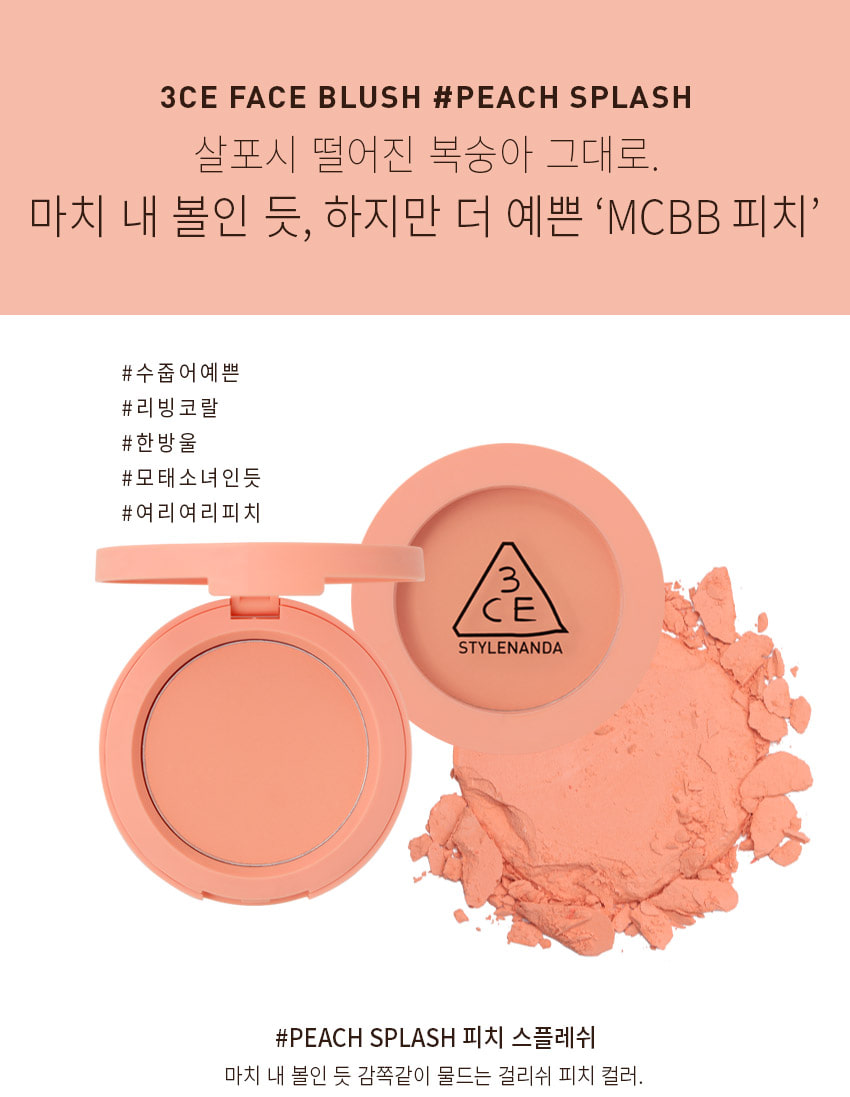 3CE FACE BLUSH #PEACH SPLASH
살포시 떨어진 복숭아 그대로.
마치 내 볼인 듯, 하지만 더 예쁜 ‘MCBB 피치’
#수줍어예쁜
#리빙코랄
#한방울
#모태소녀인듯
#여리여리피치
3
CE
STYLENANDA
#PEACH SPLASH 피치 스플레쉬
마치 내 볼인 듯 감쪽같이 물드는 걸리쉬 피치 컬러.